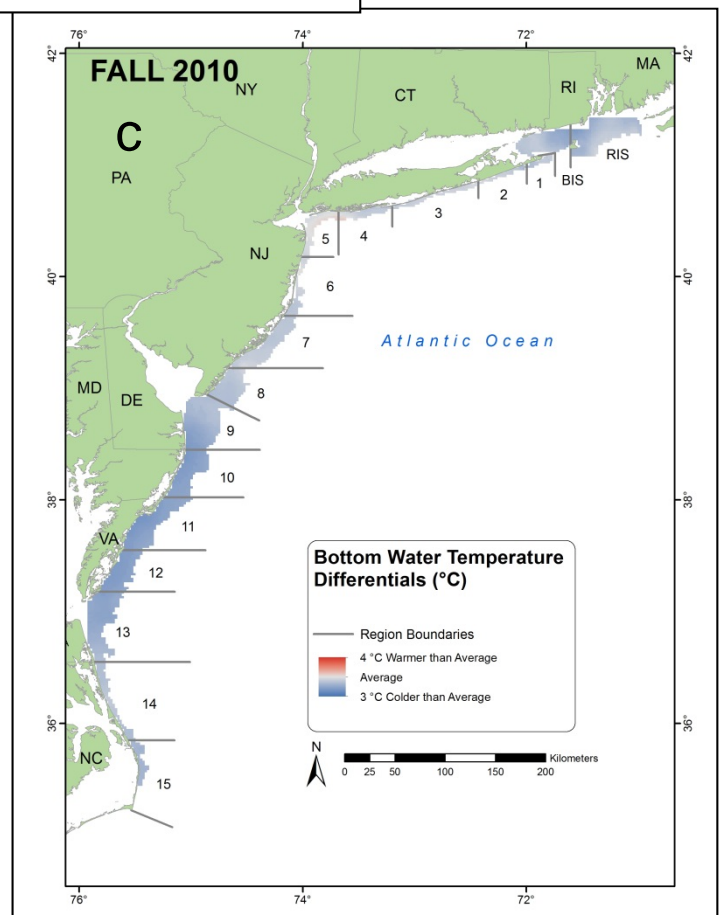 76°
74°
72°
42°
42°
FALL 2010
C
NY
CT
RI
MA
PA
RIS
BIS
1
2
3
4
5
NJ
40°
40°
6
7
Atlantic Ocean
8
MD
DE
9
10
38°
38°
11
VA
12
13
14
36°
36°
NC
15
Bottom Water Temperature
Differentials (°C)
Region Boundaries
4 °C Warmer than Average
Average
3 °C Colder than Average
N
Kilometers
0 25 50 100 150 200
76°
74°
72°